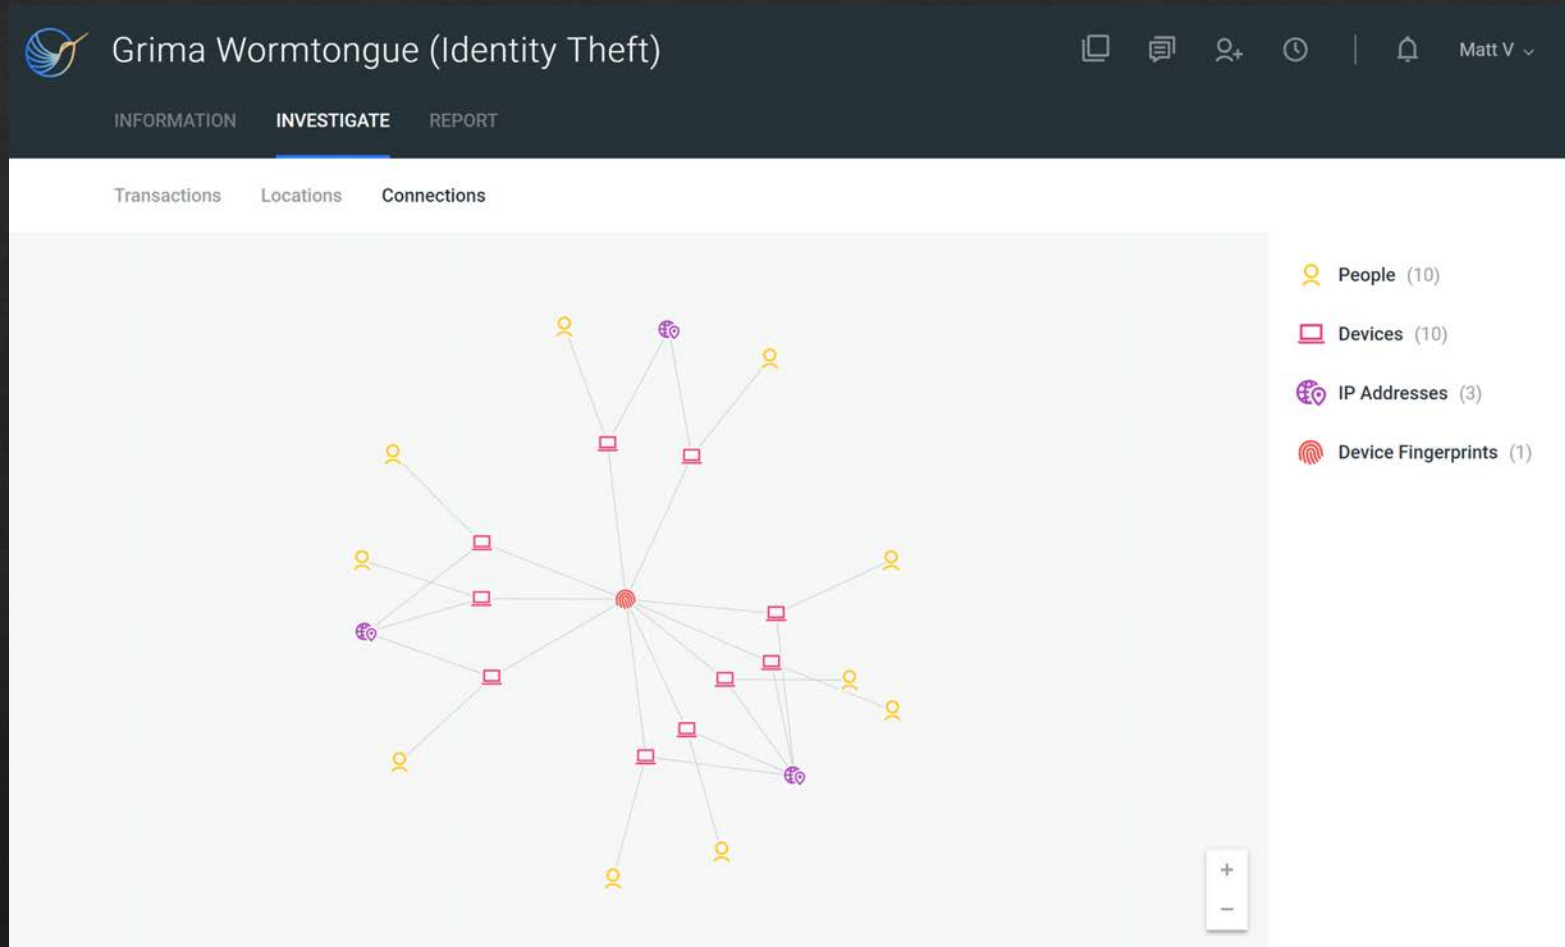 Grima Wormtongue (Identity Theft)
Matt V
INFORMATION INVESTIGATE REPORT
Transactions Locations Connections
People (10)
Devices (10)
IP Addresses (3)
Device Fingerprints (1)
+
−